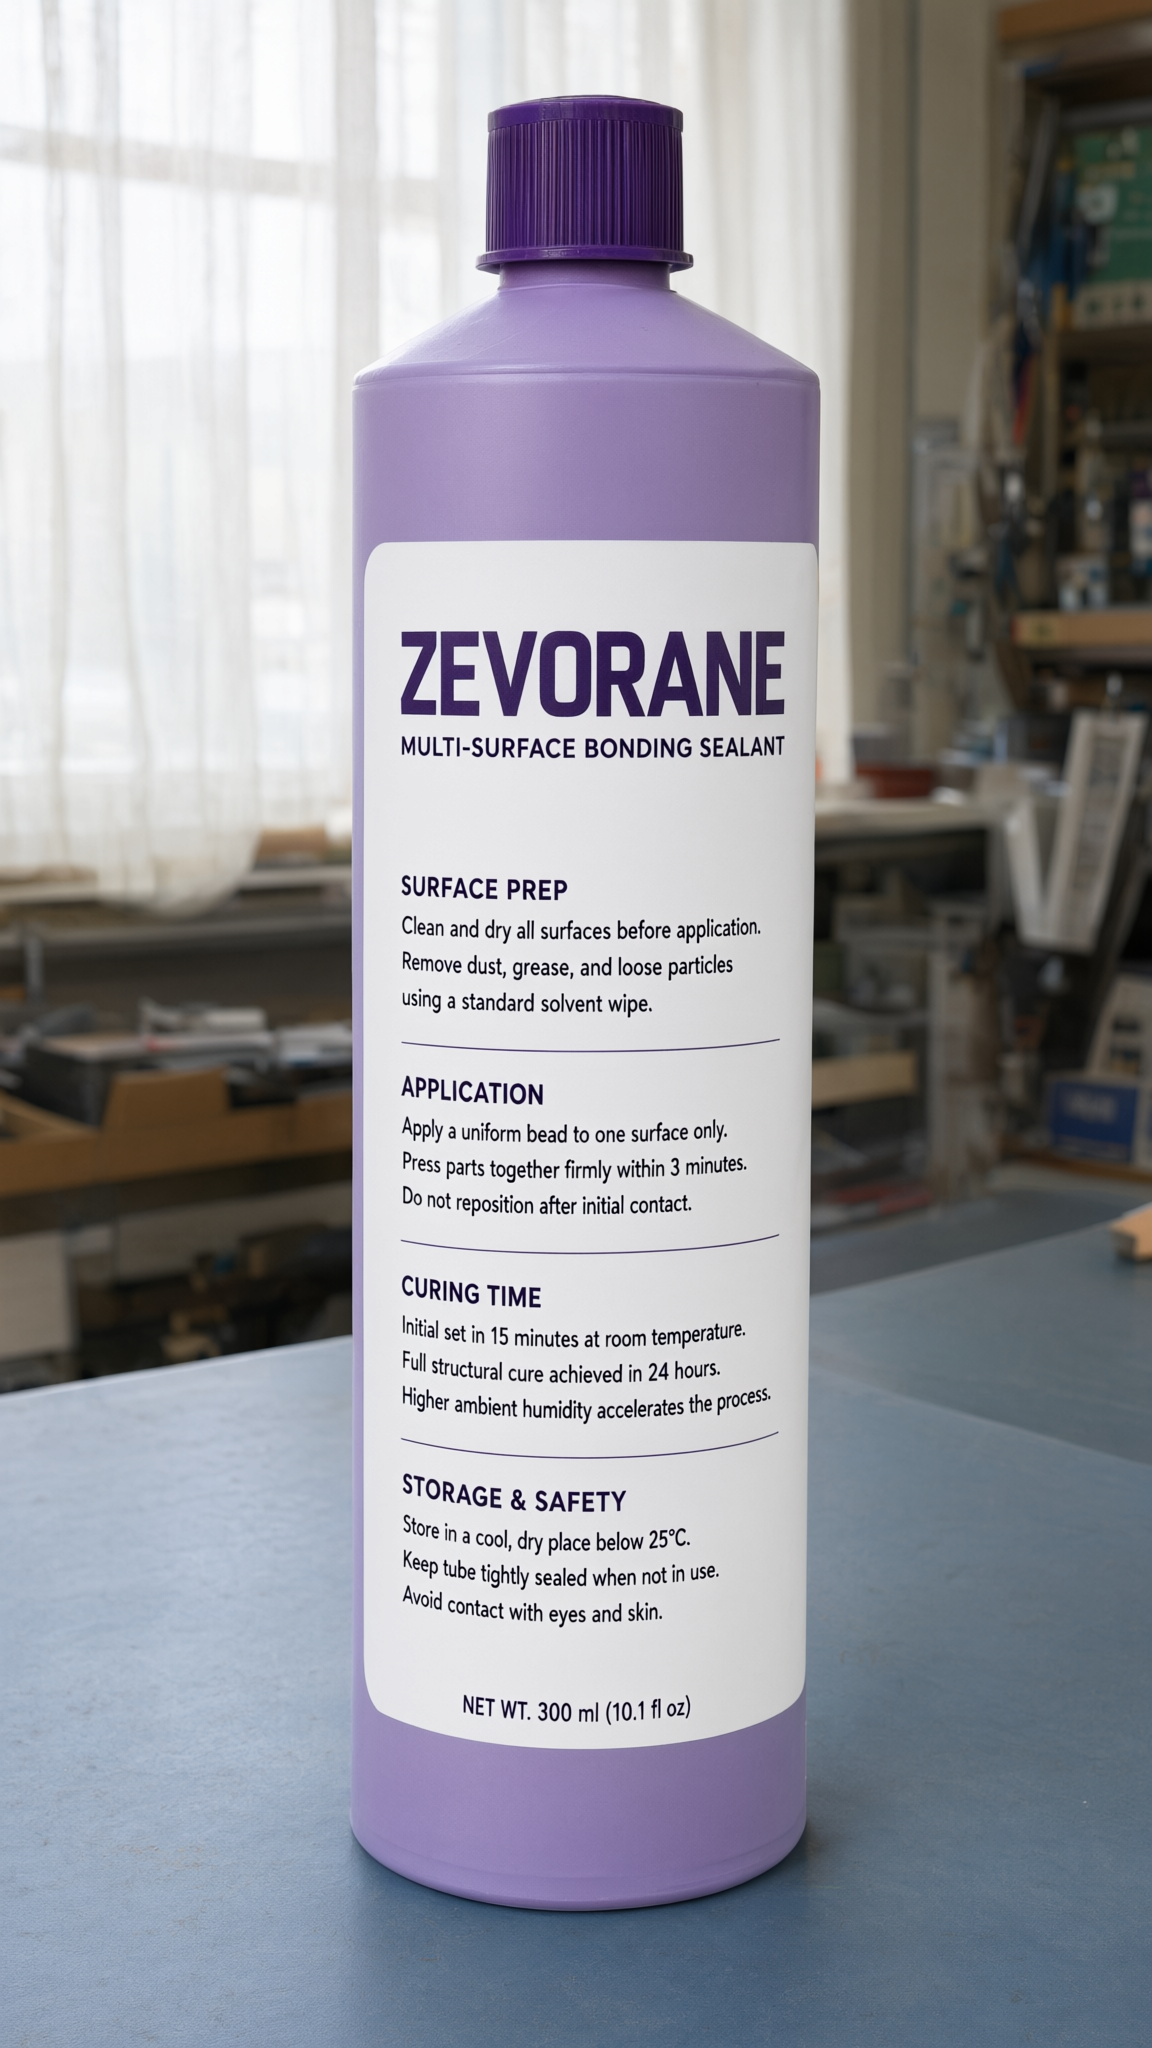 ZEVORANE
MULTI-SURFACE BONDING SEALANT
SURFACE PREP
Clean and dry all surfaces before application.
Remove dust, grease, and loose particles
using a standard solvent wipe.
APPLICATION
Apply a uniform bead to one surface only.
Press parts together firmly within 3 minutes.
Do not reposition after initial contact.
CURING TIME
Initial set in 15 minutes at room temperature.
Full structural cure achieved in 24 hours.
Higher ambient humidity accelerates the process.
STORAGE & SAFETY
Store in a cool, dry place below 25°C.
Keep tube tightly sealed when not in use.
Avoid contact with eyes and skin.
NET WT. 300 ml (10.1 fl oz)